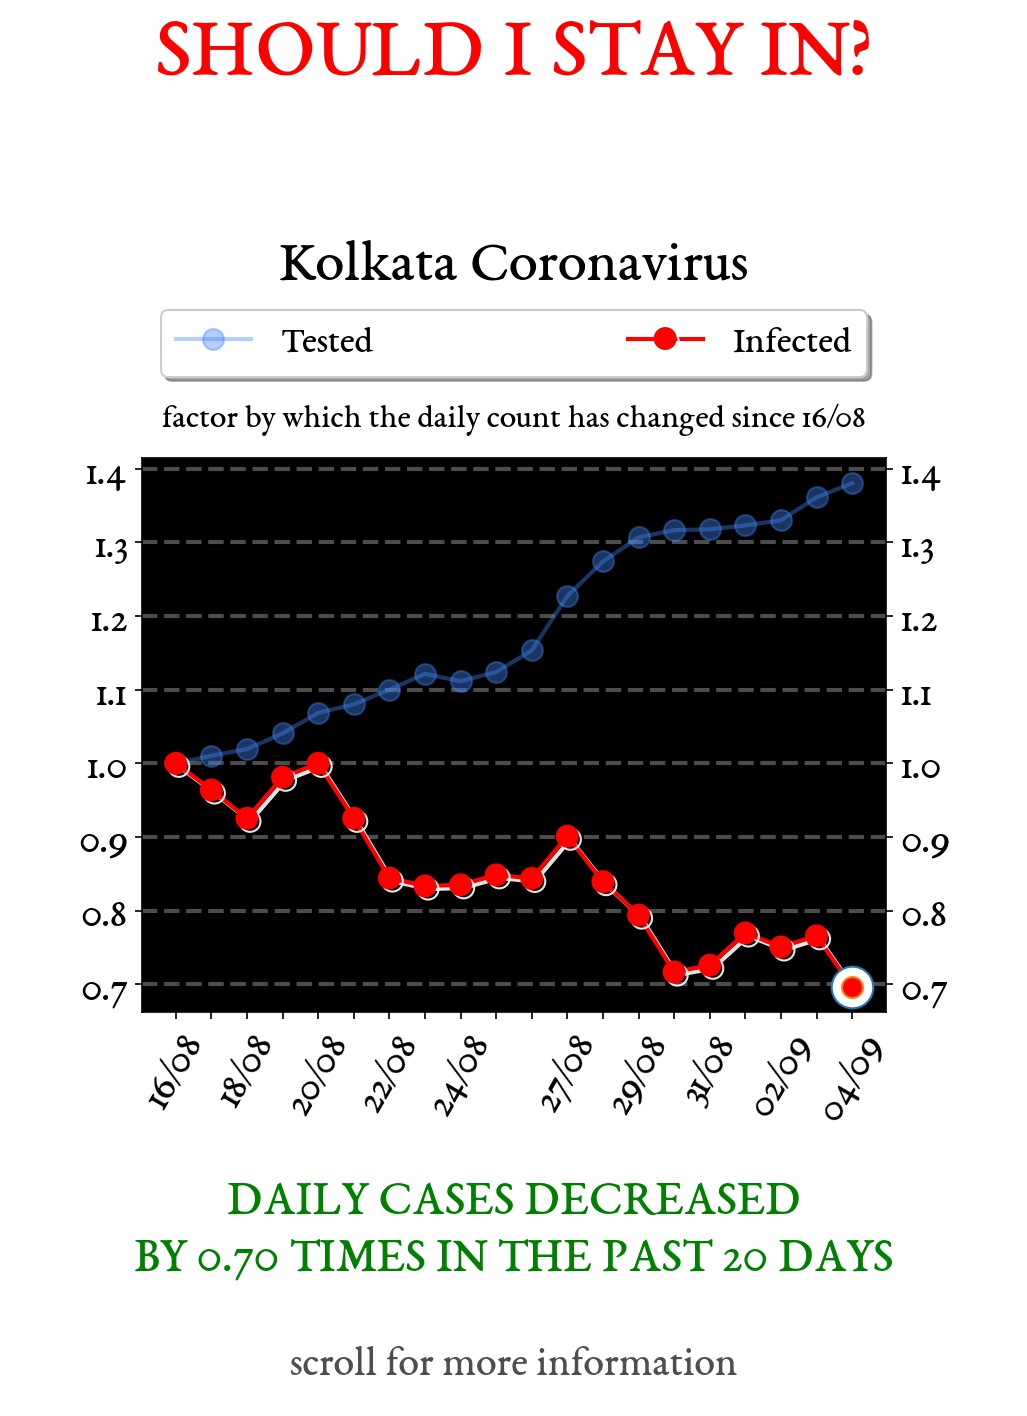 SHOULD I STAY IN?
Kolkata Coronavirus
Tested Infected
factor by which the daily count has changed since 16/08
1.4 1.4
1.3 1.3
1.2 1.2
1.1 1.1
1.0 1.0
0.9 0.9
0.8 0.8
0.7 0.7
16/08 18/08 20/08 22/08 24/08 27/08 29/08 31/08 02/09 04/09
DAILY CASES DECREASED
BY 0.70 TIMES IN THE PAST 20 DAYS
scroll for more information